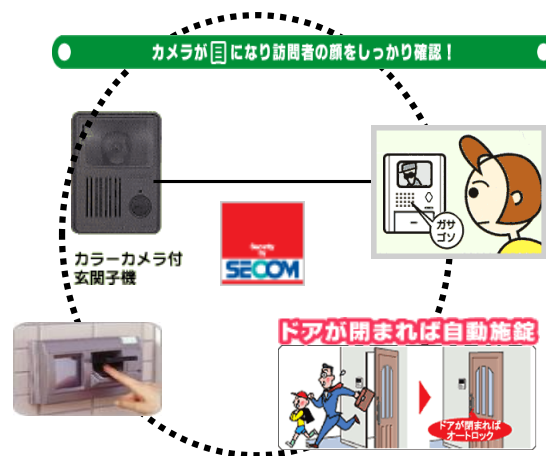 カメラが目になり訪問者の顔をしっかり確認！
ガサ
ゴソ
カラーカメラ付
玄関子機
Security
by
SECOM
ドアが閉まれば自動施錠
ドアが閉まれば
オートロック